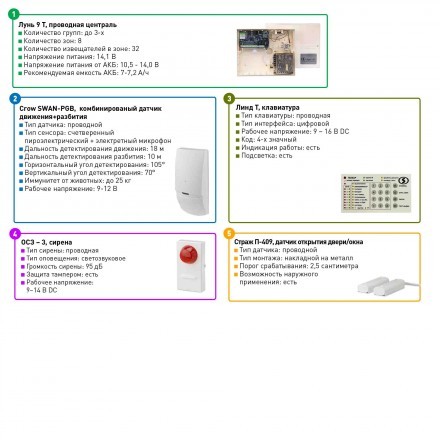 1
Лунь 9 Т, проводная централь
• Количество групп: до 3-х
• Количество зон: 8
• Количество извещателей в зоне: 32
• Напряжение питания: 14,1 В
• Напряжение питания от АКБ: 10,5 - 14,0 В
• Рекомендуемая емкость АКБ: 7-7,2 А/ч
2
Crow SWAN-PGB, комбинированый датчик
движения+разбития
• Тип датчика: проводной
• Тип сенсора: счетверенный
пироэлектрический + электретный микрофон
• Дальность детектирования движения: 18 м
• Дальность детектирования разбития: 10 м
• Горизонтальный угол детектирования: 105°
• Вертикальный угол детектирования: 70°
• Иммунитет от животных: до 25 кг
• Рабочее напряжение: 9-12 В
3
Линд Т, клавиатура
• Тип клавиатуры: проводная
• Тип интерфейса: цифровой
• Рабочее напряжение: 9 – 16 В DC
• Код: 4-х значный
• Индикация работы: есть
• Подсветка: есть
4
ОСЗ – 3, сирена
• Тип сирены: проводная
• Тип оповещения: светозвуковое
• Громкость сирены: 95 дБ
• Защита тампером: есть
• Рабочее напряжение:
9–14 В DC
5
Страж П-409, датчик открытия двери/окна
• Тип датчика: проводной
• Тип монтажа: накладной на металл
• Порог срабатывания: 2,5 сантиметра
• Возможность наружного
применения: есть